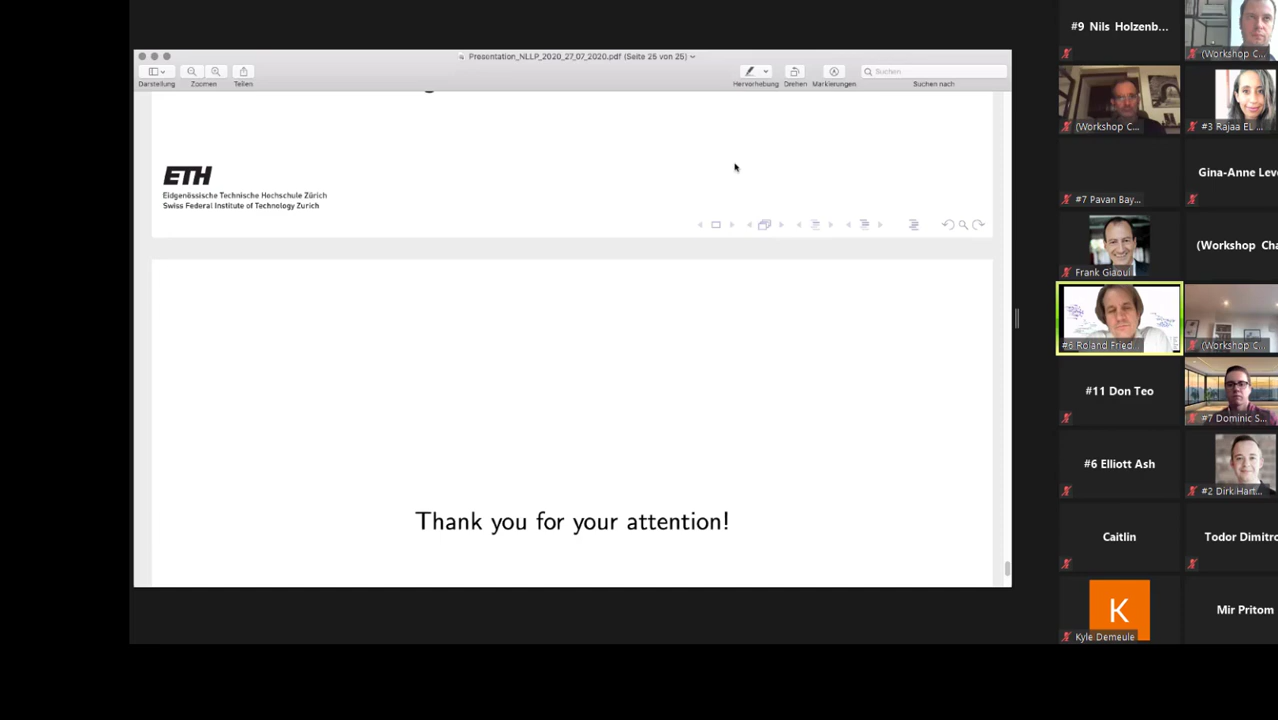 Presentation_NLLP_2020_27_07_2020.pdf (Seite 25 von 25)
Darstellung
Zoomen
Teilen
Hervorhebung
Drehen
Markierungen
Suchen
Suchen nach
ETH
Eidgenössische Technische Hochschule Zürich
Swiss Federal Institute of Technology Zurich
Thank you for your attention!
#9 Nils Holzenb...
(Workshop C...
(Workshop C...
#3 Rajaa EL ...
#7 Pavan Bay...
Gina-Anne Lev
Frank Giaoui
(Workshop Cha
#6 Roland Fried...
(Workshop C...
#11 Don Teo
#7 Dominic S...
#6 Elliott Ash
#2 Dirk Hart...
Caitlin
Todor Dimitro
K
Kyle Demeule
Mir Pritom